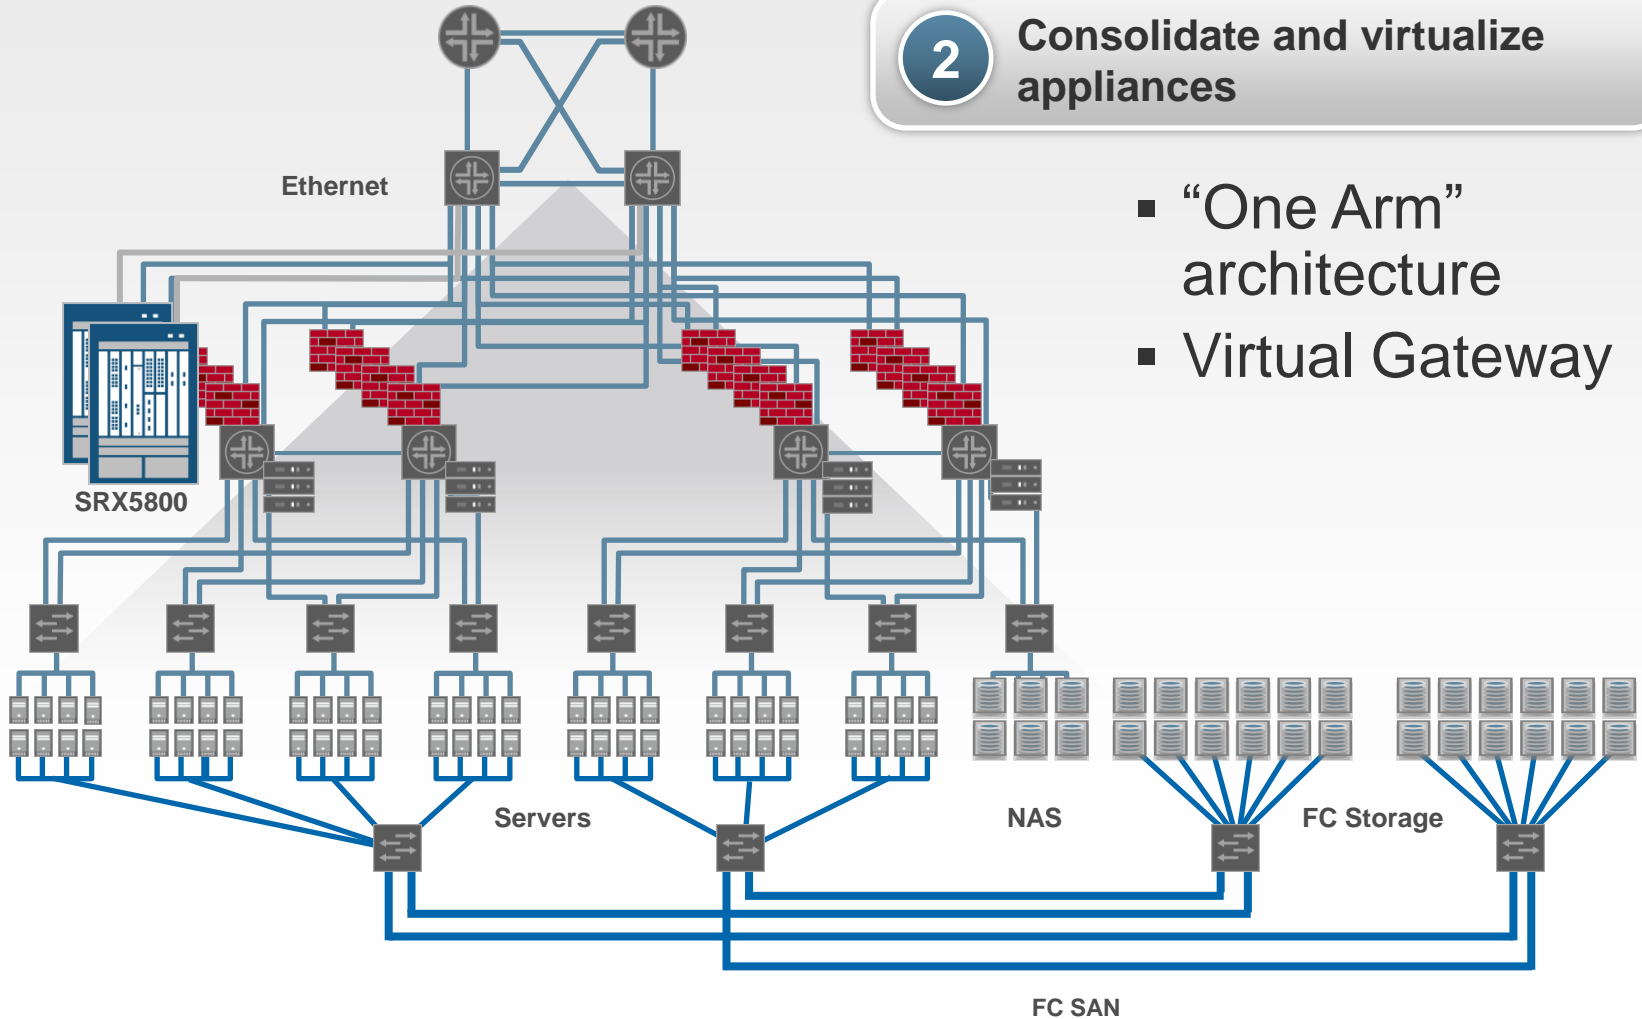 2
Consolidate and virtualize
appliances
Ethernet
▪ “One Arm”
architecture
▪ Virtual Gateway
SRX5800
Servers
NAS
FC Storage
FC SAN